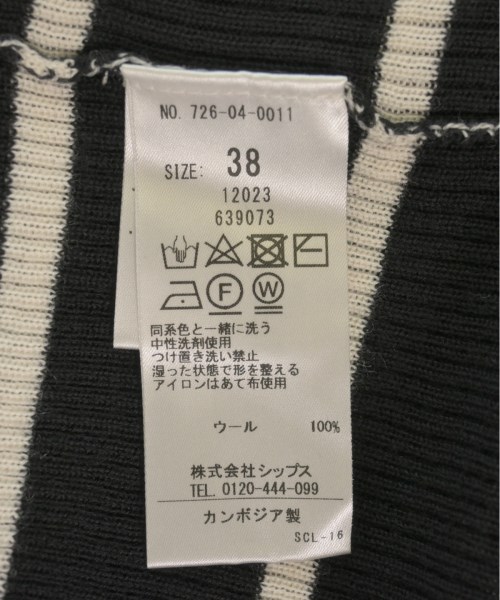 NO. 726-04-0011
SIZE: 38
12023
639073
F W
同系色と一緒に洗う
中性洗剤使用
つけ置き洗い禁止
湿った状態で形を整える
アイロンはあて布使用
ウール 100%
株式会社シップス
TEL. 0120-444-099
カンボジア製
SCL-16